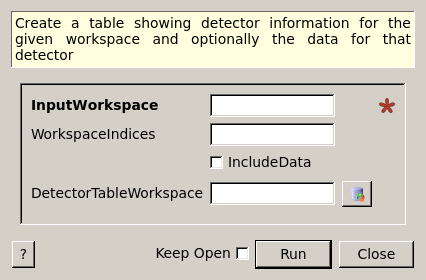 Create a table showing detector information for the
given workspace and optionally the data for that
detector
InputWorkspace
WorkspaceIndices
IncludeData
DetectorTableWorkspace
? Keep Open Run Close